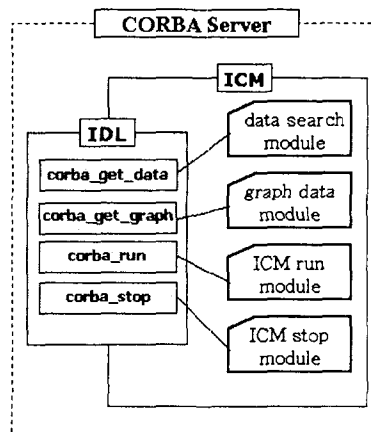 CORBA Server
ICM
IDL
data search
module
corba_get_data
graph data
module
corba_get_graph
corba_run
ICM run
module
corba_stop
ICM stop
module